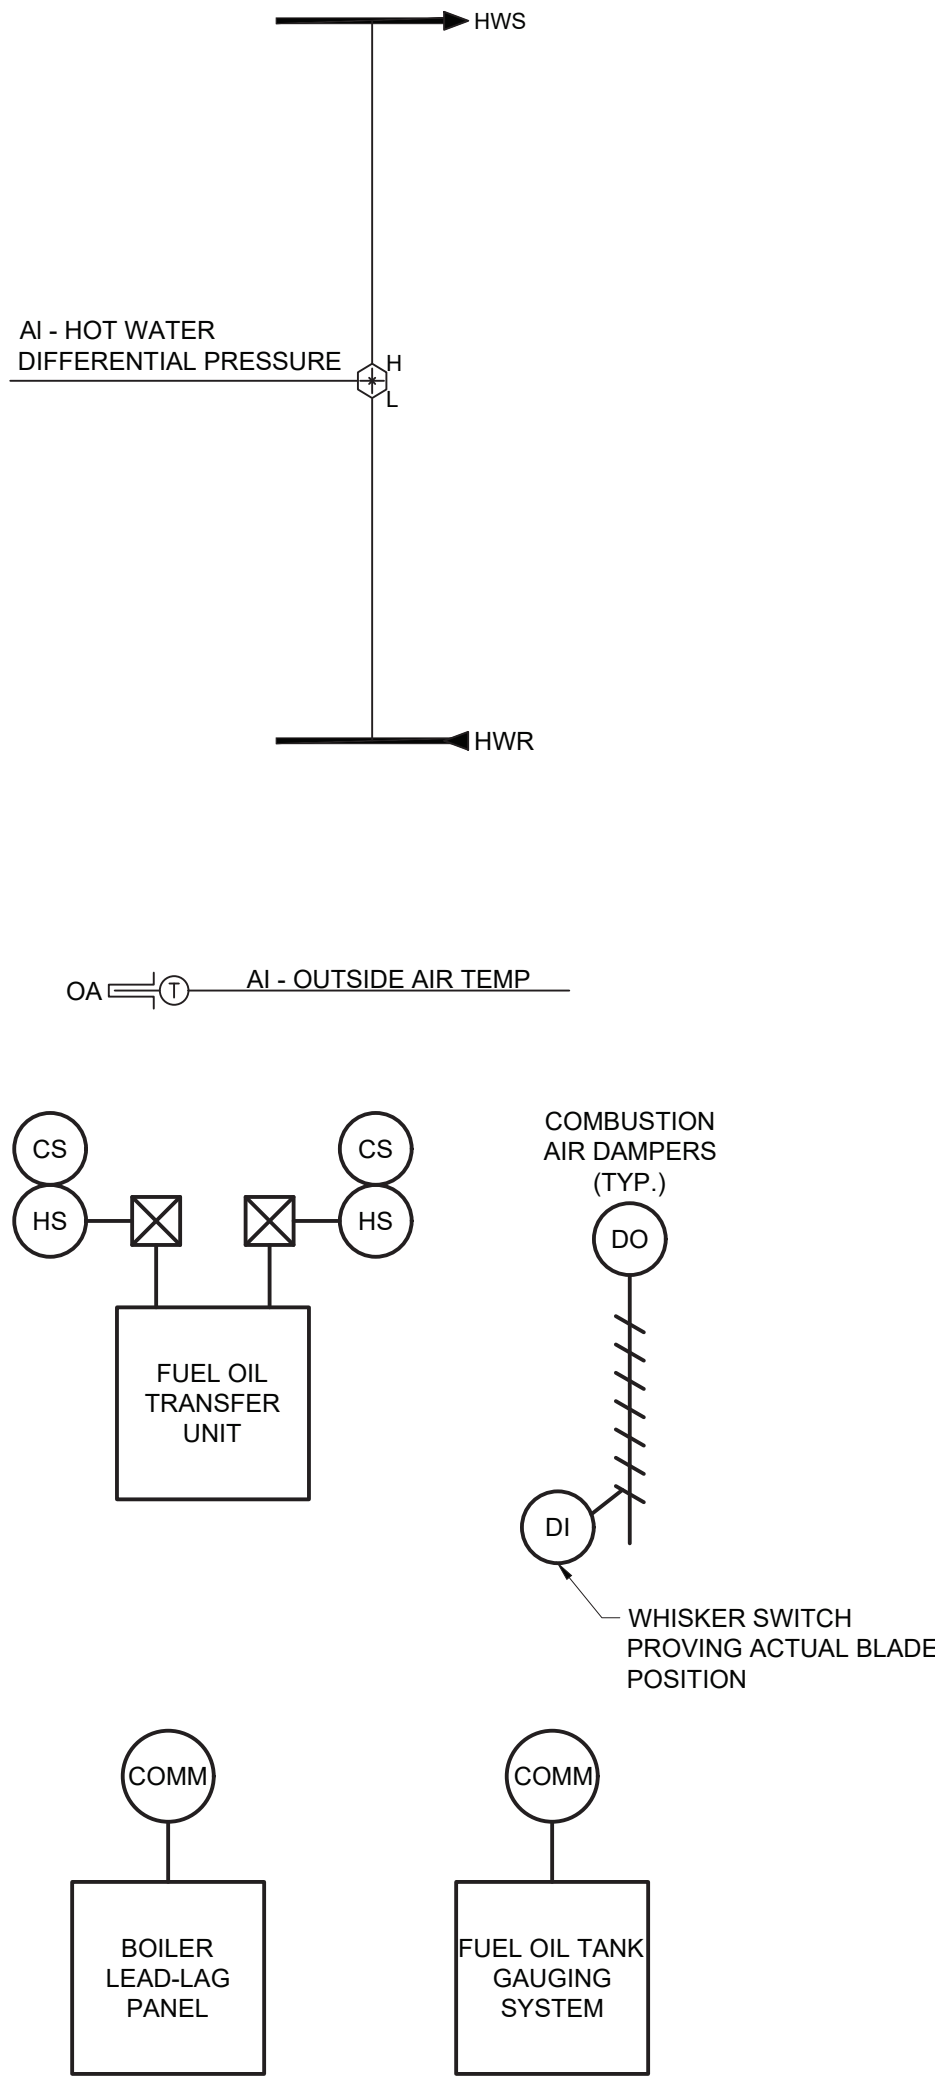 HWS
AI - HOT WATER
DIFFERENTIAL PRESSURE
H
L
HWR
OA
T
AI - OUTSIDE AIR TEMP
CS
HS
CS
HS
FUEL OIL
TRANSFER
UNIT
COMBUSTION
AIR DAMPERS
(TYP.)
DO
DI
WHISKER SWITCH
PROVING ACTUAL BLADE
POSITION
COMM
BOILER
LEAD-LAG
PANEL
COMM
FUEL OIL TANK
GAUGING
SYSTEM